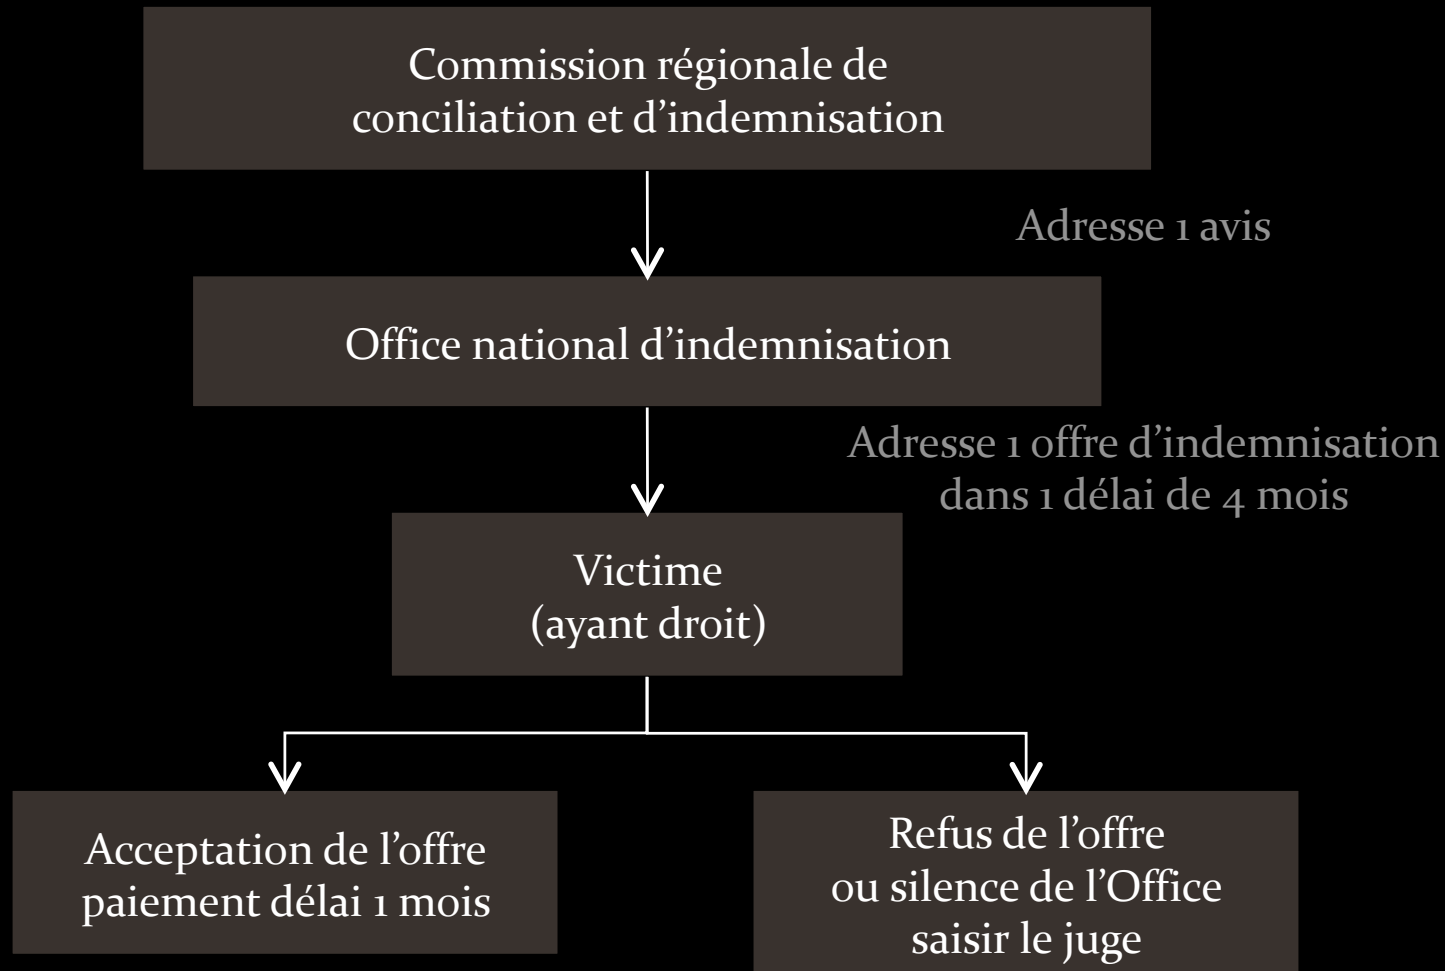 Commission régionale de
conciliation et d’indemnisation
Adresse 1 avis
Office national d’indemnisation
Adresse 1 offre d’indemnisation
dans 1 délai de 4 mois
Victime
(ayant droit)
Acceptation de l’offre
paiement délai 1 mois
Refus de l’offre
ou silence de l’Office
saisir le juge